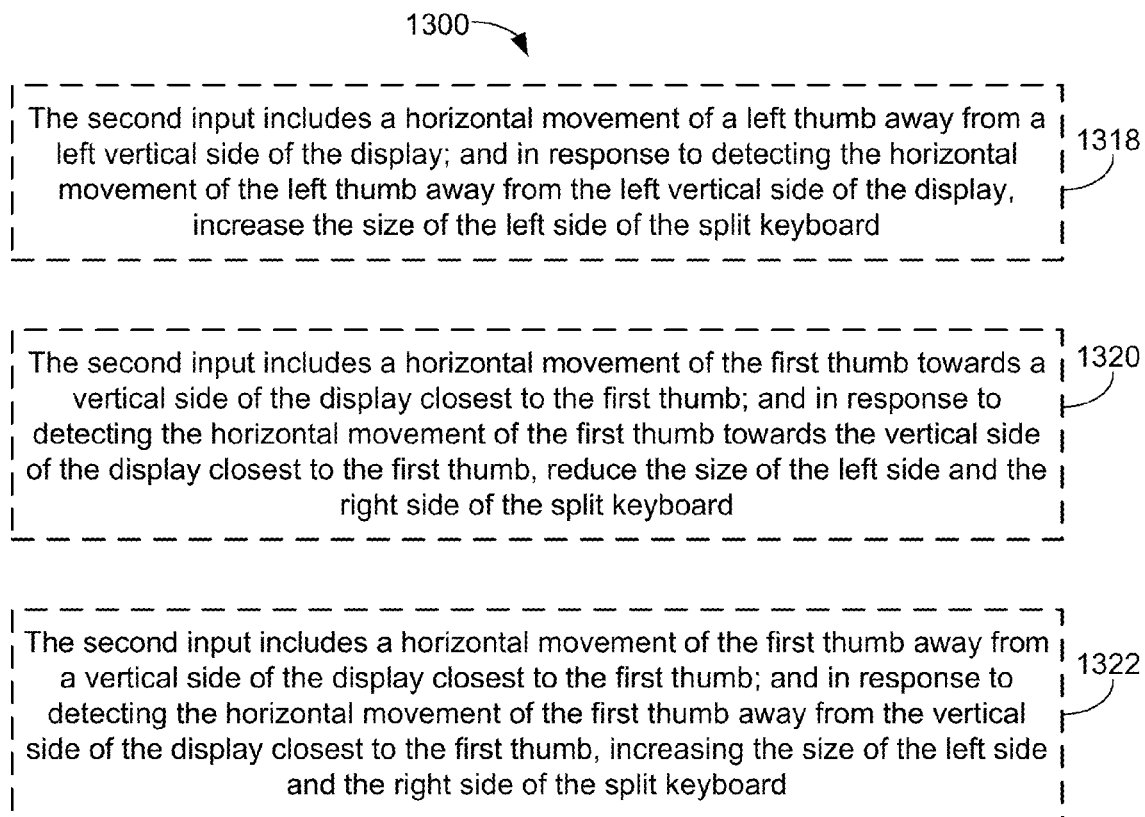 1300
The second input includes a horizontal movement of a left thumb away from a
left vertical side of the display; and in response to detecting the horizontal
movement of the left thumb away from the left vertical side of the display,
increase the size of the left side of the split keyboard
1318
The second input includes a horizontal movement of the first thumb towards a
vertical side of the display closest to the first thumb; and in response to
detecting the horizontal movement of the first thumb towards the vertical side
of the display closest to the first thumb, reduce the size of the left side and the
right side of the split keyboard
1320
The second input includes a horizontal movement of the first thumb away from
a vertical side of the display closest to the first thumb; and in response to
detecting the horizontal movement of the first thumb away from the vertical
side of the display closest to the first thumb, increasing the size of the left side
and the right side of the split keyboard
1322